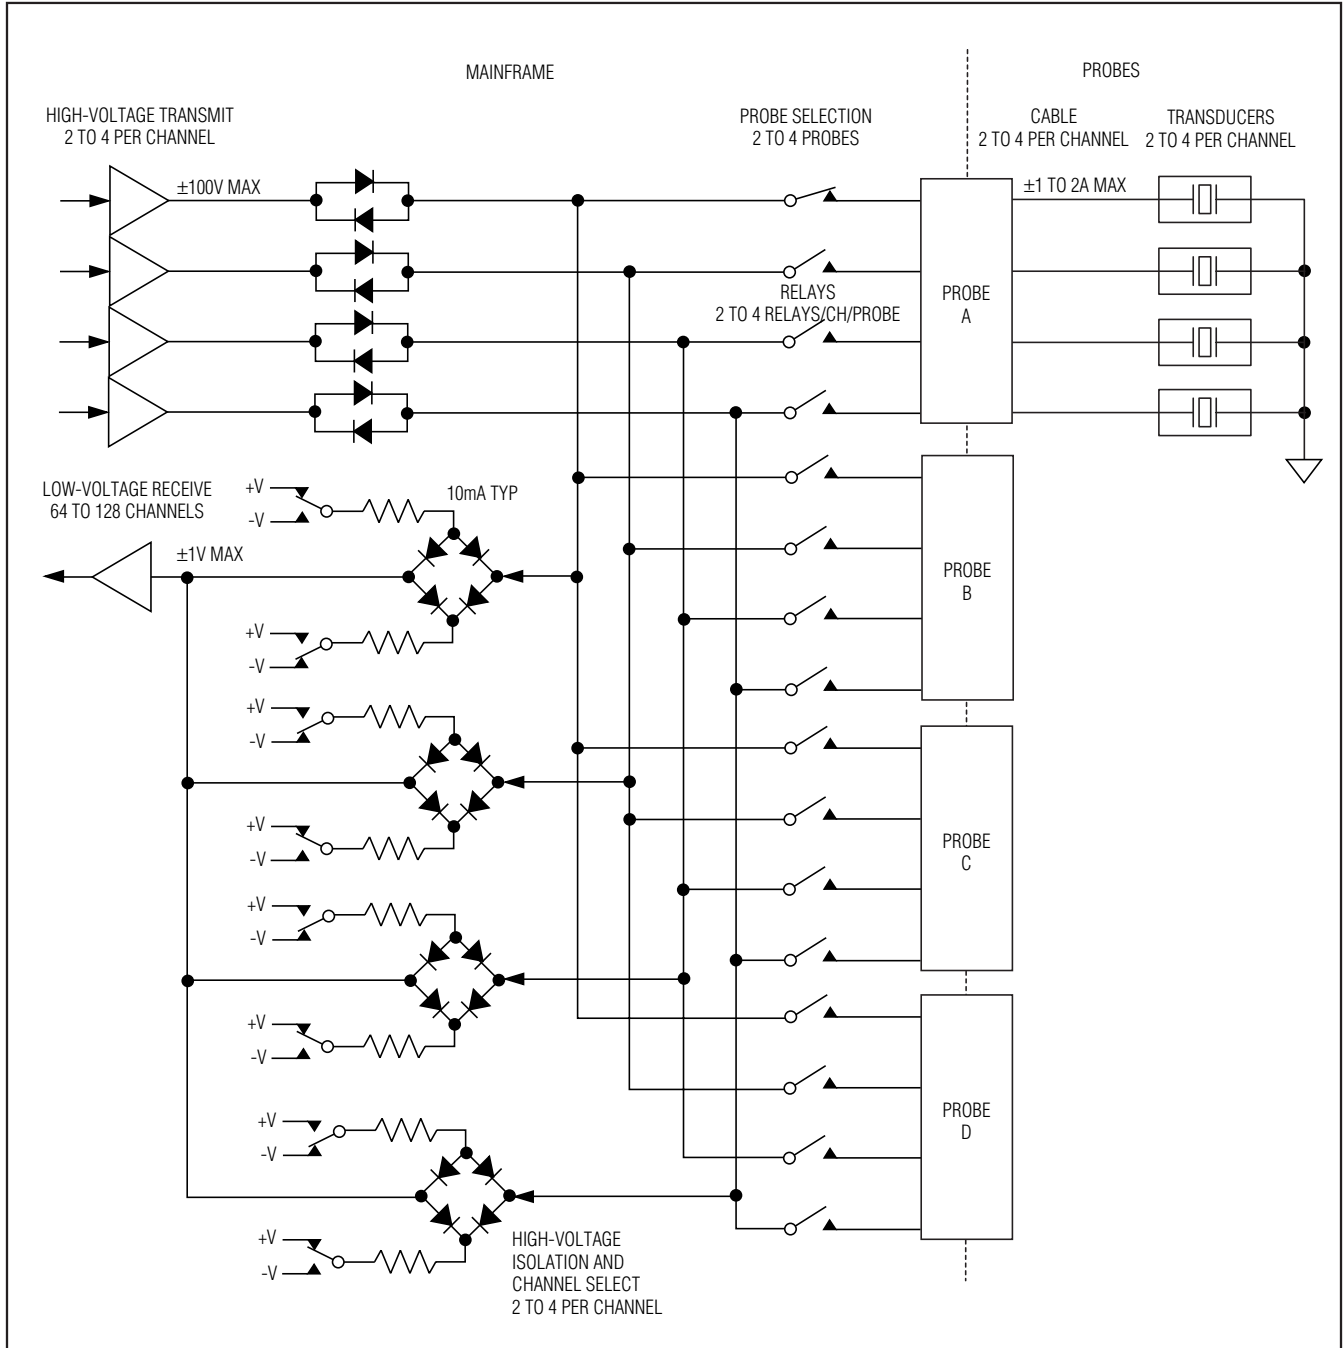 MAINFRAME
PROBES
HIGH-VOLTAGE TRANSMIT
2 TO 4 PER CHANNEL
PROBE SELECTION
2 TO 4 PROBES
CABLE
2 TO 4 PER CHANNEL
TRANSDUCERS
2 TO 4 PER CHANNEL
±100V MAX
±1 TO 2A MAX
RELAYS
2 TO 4 RELAYS/CH/PROBE
PROBE
A
LOW-VOLTAGE RECEIVE
64 TO 128 CHANNELS
+V
-V
10mA TYP
±1V MAX
PROBE
B
+V
-V
+V
-V
+V
-V
PROBE
C
+V
-V
+V
-V
PROBE
D
+V
-V
+V
-V
HIGH-VOLTAGE
ISOLATION AND
CHANNEL SELECT
2 TO 4 PER CHANNEL